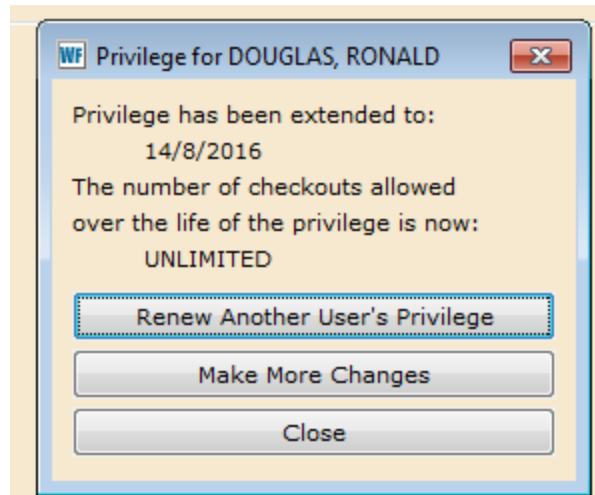 WF Privilege for DOUGLAS, RONALD
Privilege has been extended to:
14/8/2016
The number of checkouts allowed
over the life of the privilege is now:
UNLIMITED
Renew Another User's Privilege
Make More Changes
Close